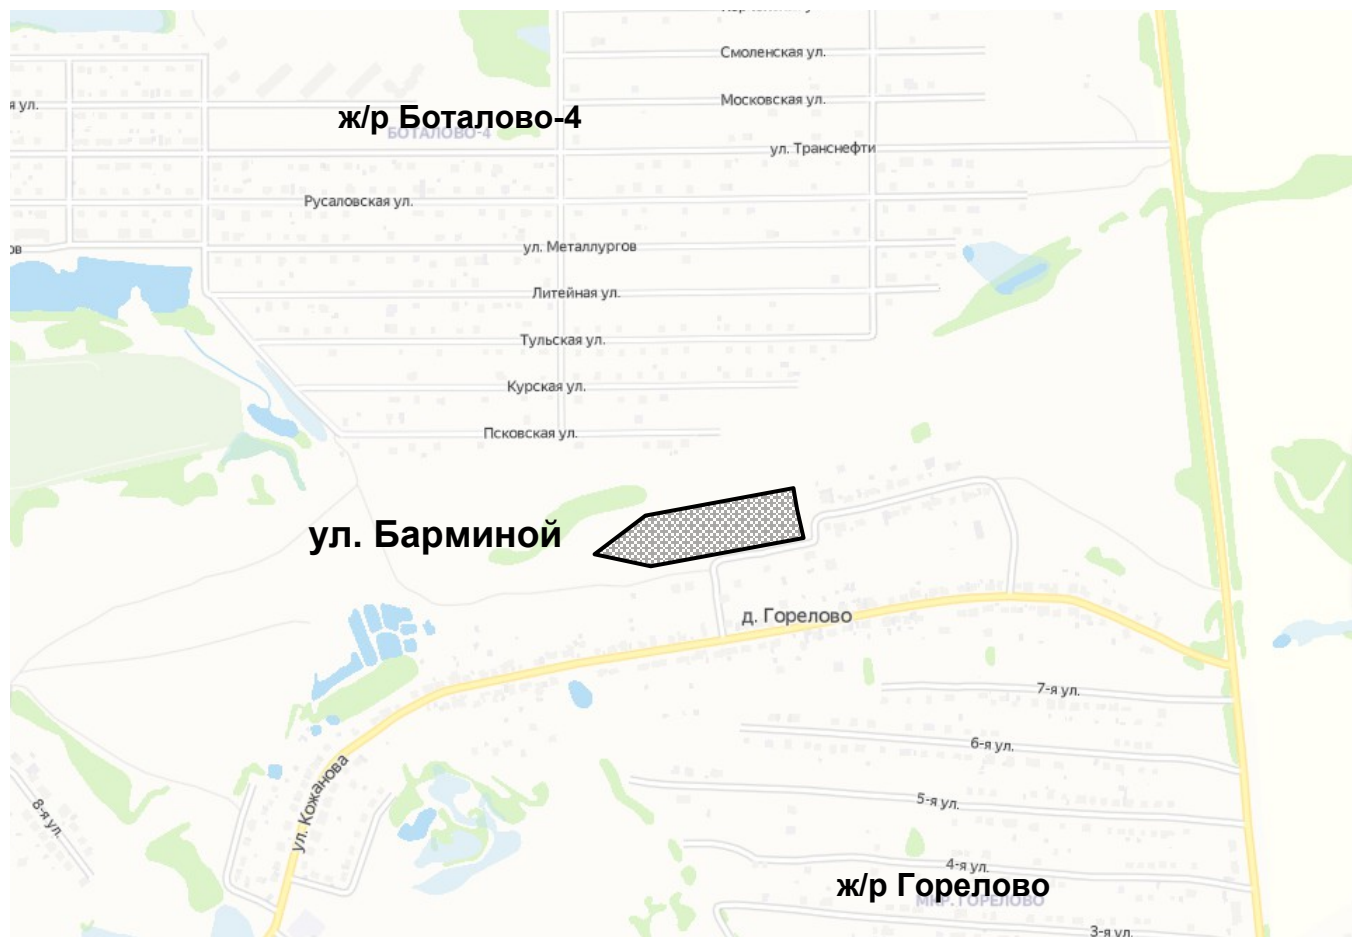 Смоленская ул.
я ул.
Московская ул.
ж/р Боталово-4
БОТАЛОВО-4
ул. Транснефти
Русаловская ул.
ов
ул. Металлургов
Литейная ул.
Тульская ул.
Курская ул.
Псковская ул.
ул. Барминой
д. Горелово
7-я ул.
6-я ул.
ул. Кожанова
8-я ул.
5-я ул.
4-я ул.
ж/р Горелово
МКР. ГОРЕЛОВО
3-я ул.